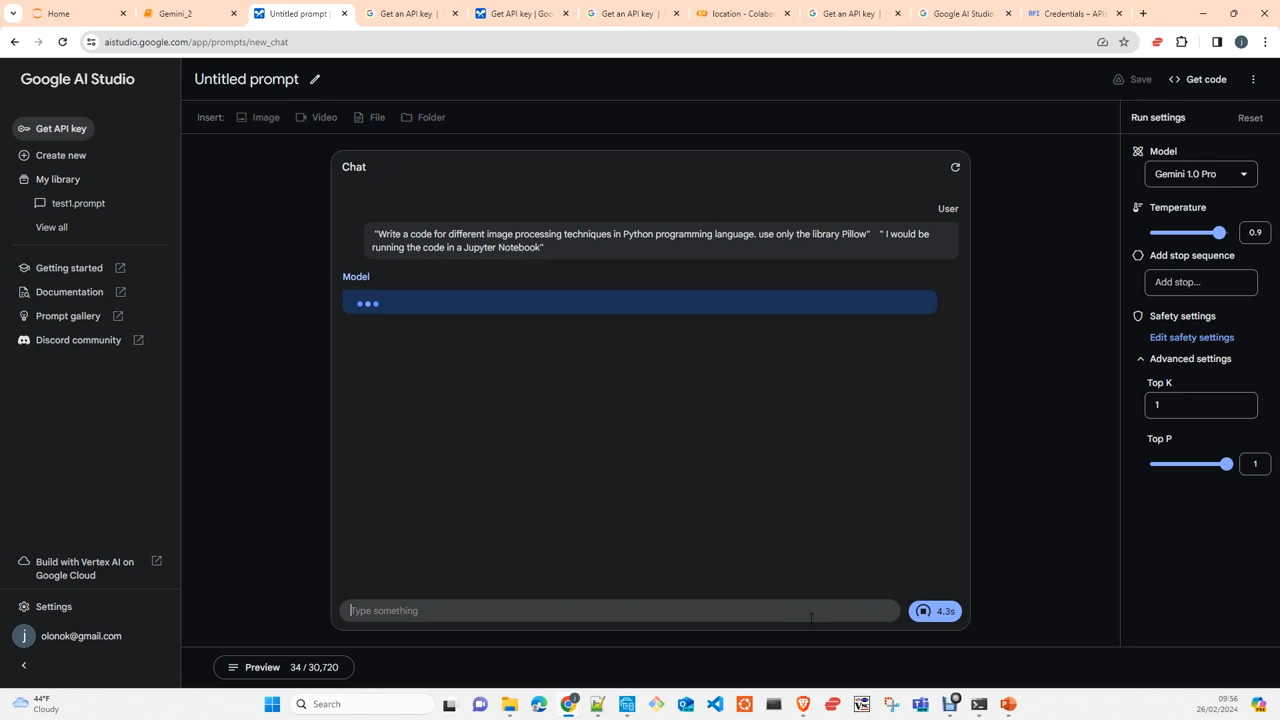 Home
Gemini_2
Untitled prompt
Get an API key
Get API key | Goo
Get an API key |
location - Colabo
Get an API key |
Google AI Studio
API Credentials – APIs
aistudio.google.com/app/prompts/new_chat
j
Google AI Studio
Untitled prompt
Save
Get code
Get API key
Create new
My library
test1.prompt
View all
Getting started
Documentation
Prompt gallery
Discord community
Build with Vertex AI on
Google Cloud
Settings
j
olonok@gmail.com
Insert:
Image
Video
File
Folder
Chat
User
"Write a code for different image processing techniques in Python programming language. use only the library Pillow" " I would be
running the code in a Jupyter Notebook"
Model
Type something
4.3s
Preview 34 / 30,720
Run settings
Reset
Model
Gemini 1.0 Pro
Temperature
0.9
Add stop sequence
Add stop...
Safety settings
Edit safety settings
Advanced settings
Top K
1
Top P
1
44°F
Cloudy
Search
09:56
26/02/2024